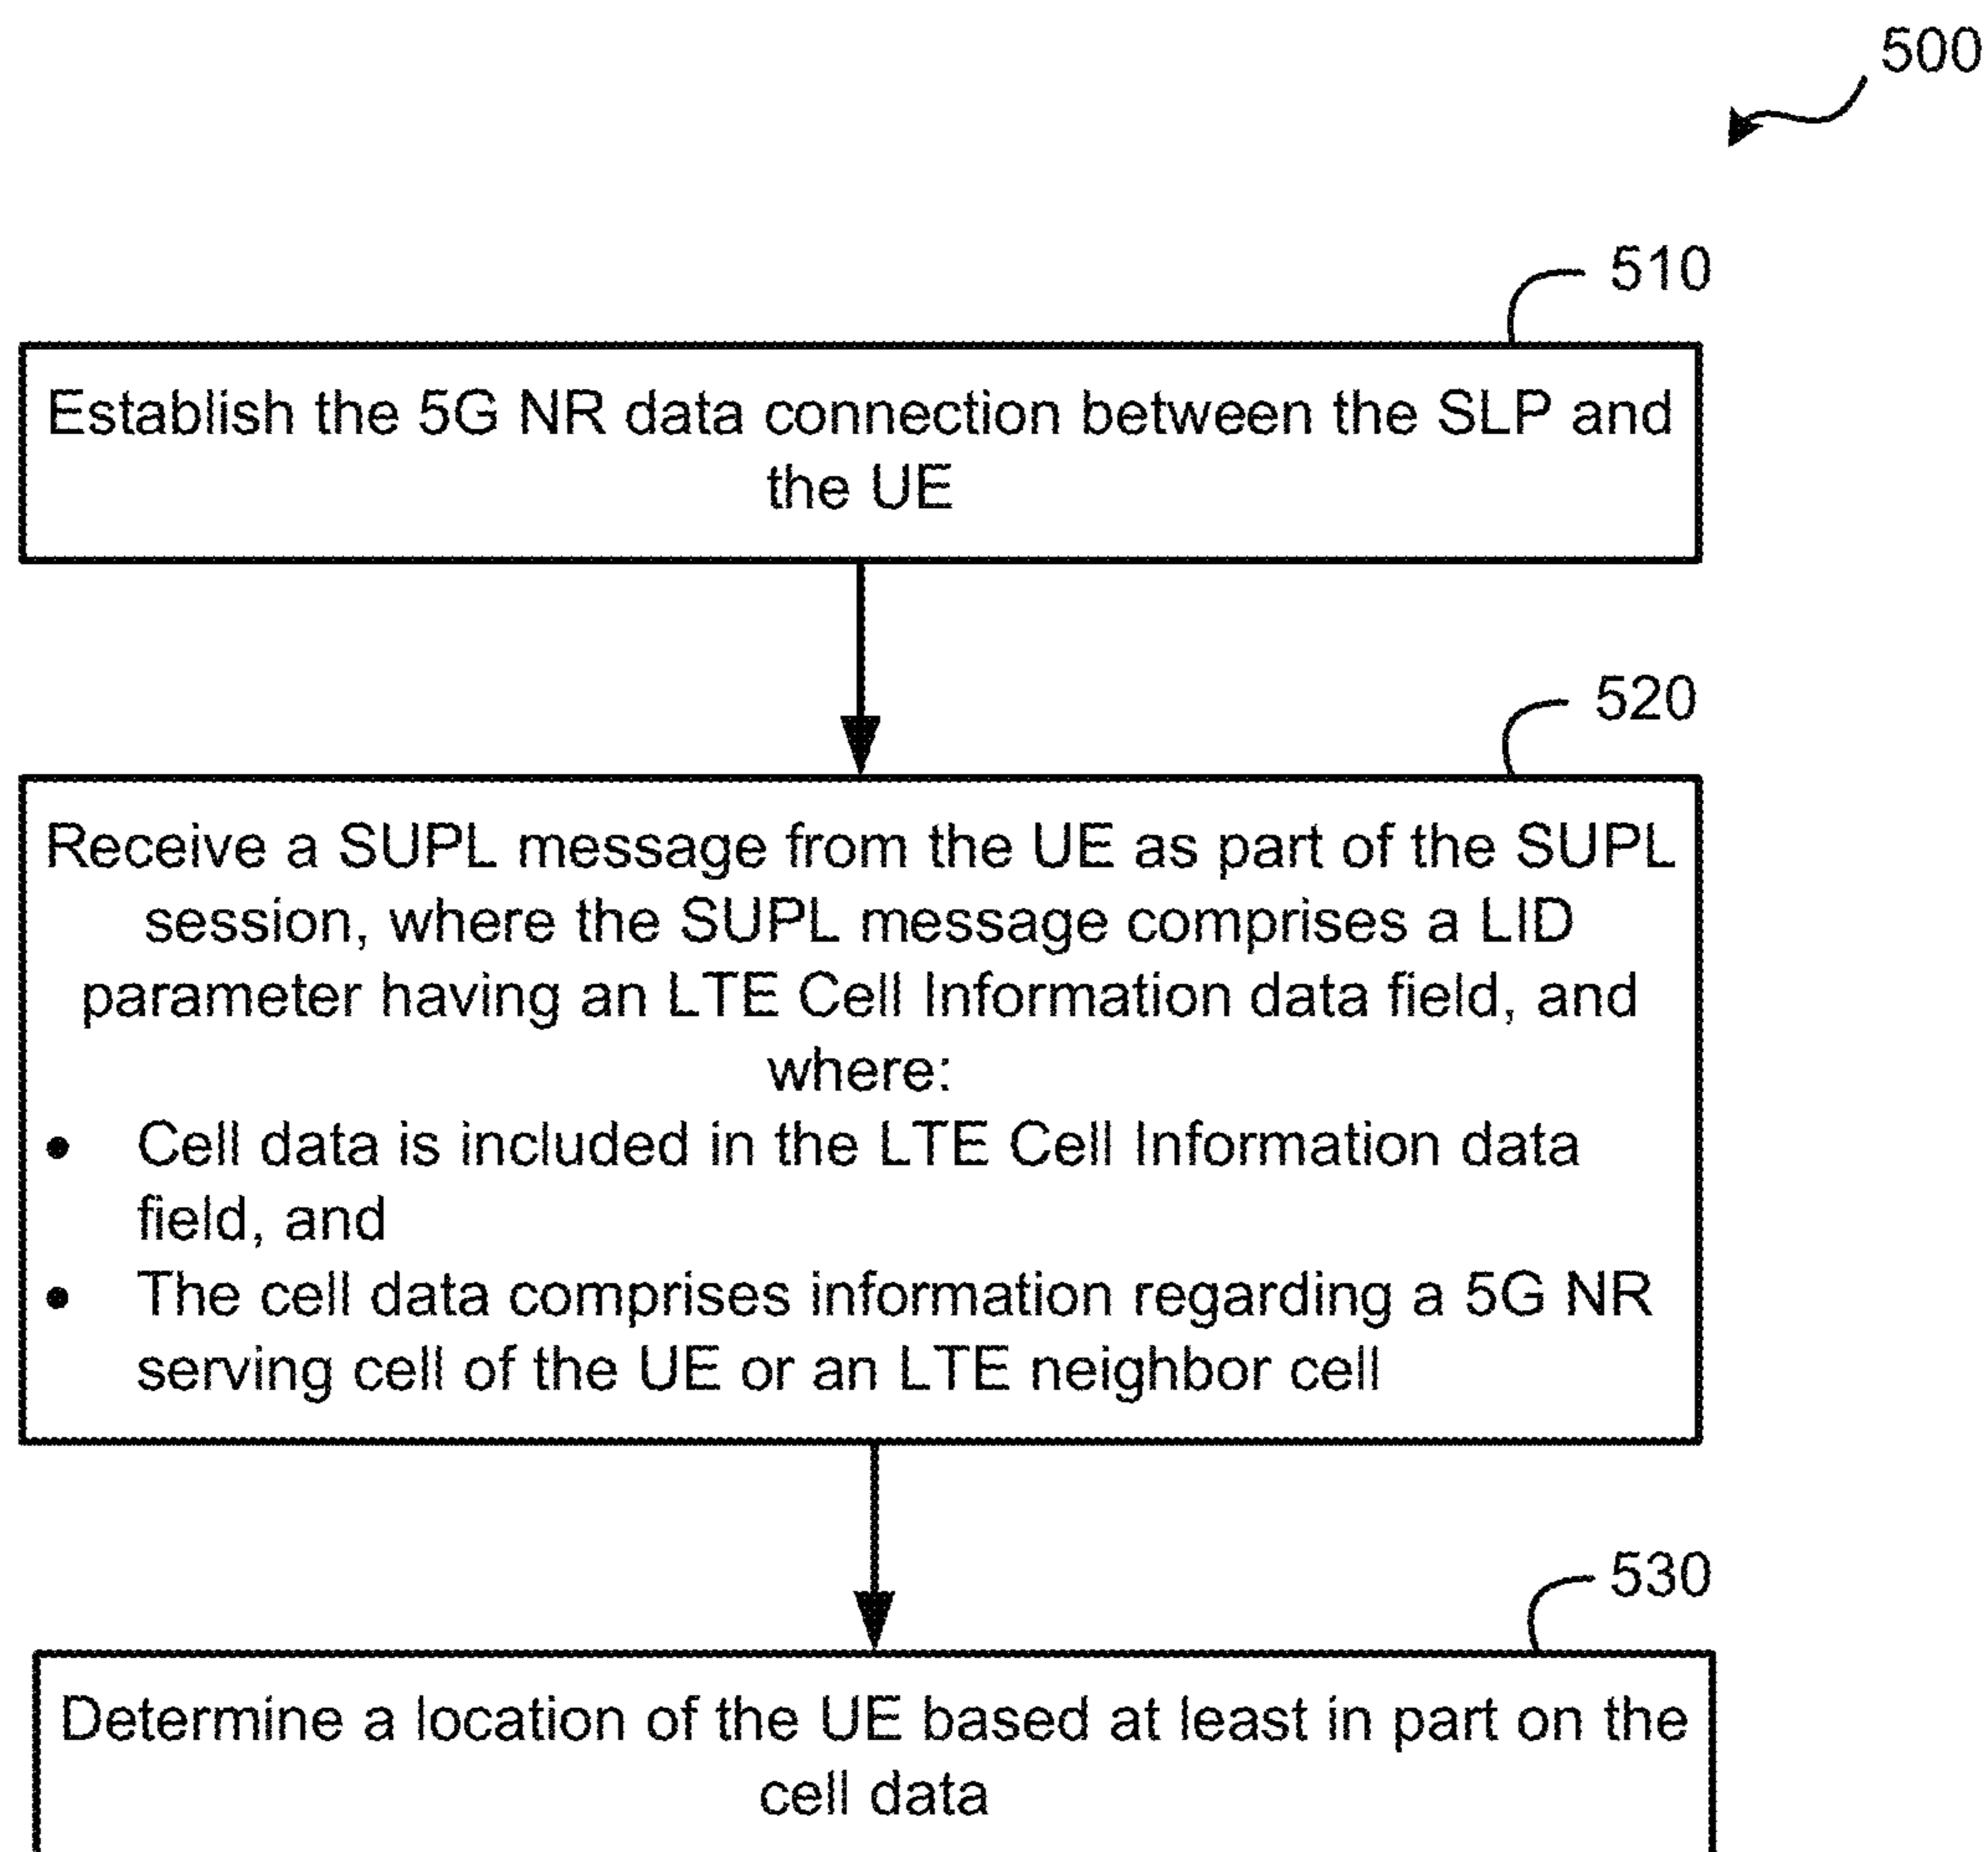 500
510
Establish the 5G NR data connection between the SLP and
the UE
520
Receive a SUPL message from the UE as part of the SUPL
session, where the SUPL message comprises a LID
parameter having an LTE Cell Information data field, and
where:
• Cell data is included in the LTE Cell Information data
field, and
• The cell data comprises information regarding a 5G NR
serving cell of the UE or an LTE neighbor cell
530
Determine a location of the UE based at least in part on the
cell data